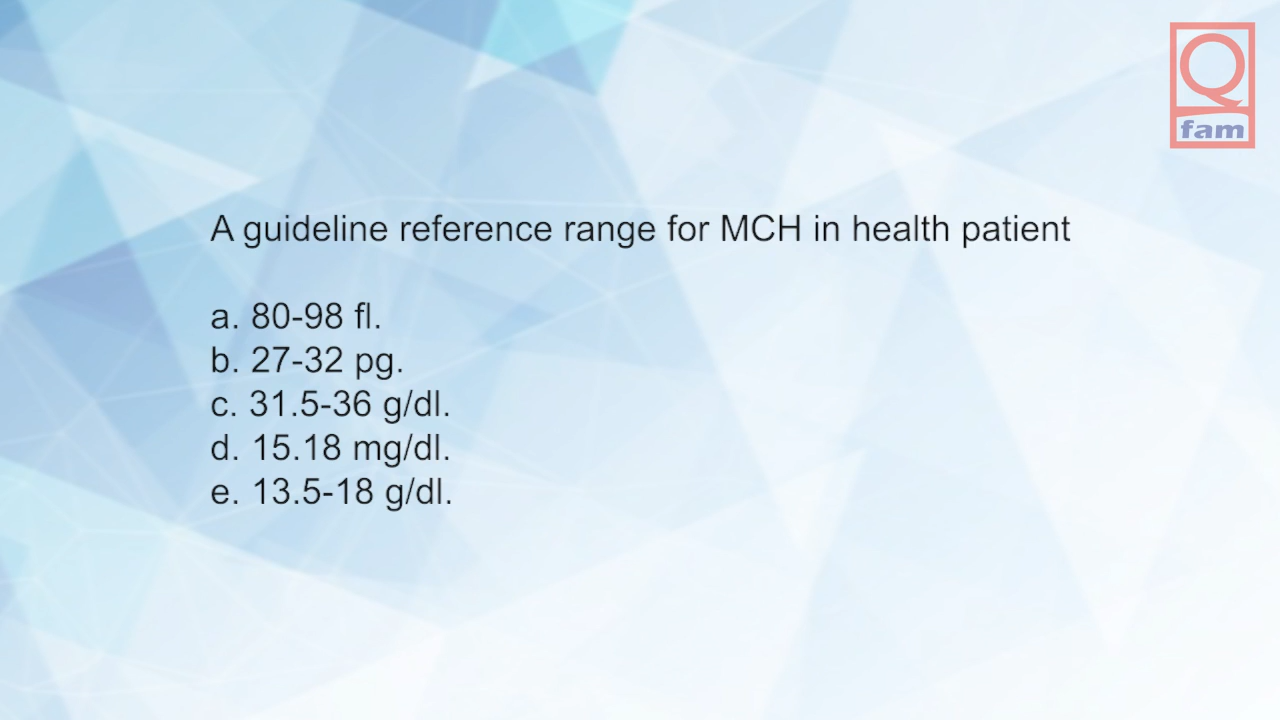 Q
fam
A guideline reference range for MCH in health patient
a. 80-98 fl.
b. 27-32 pg.
c. 31.5-36 g/dl.
d. 15.18 mg/dl.
e. 13.5-18 g/dl.